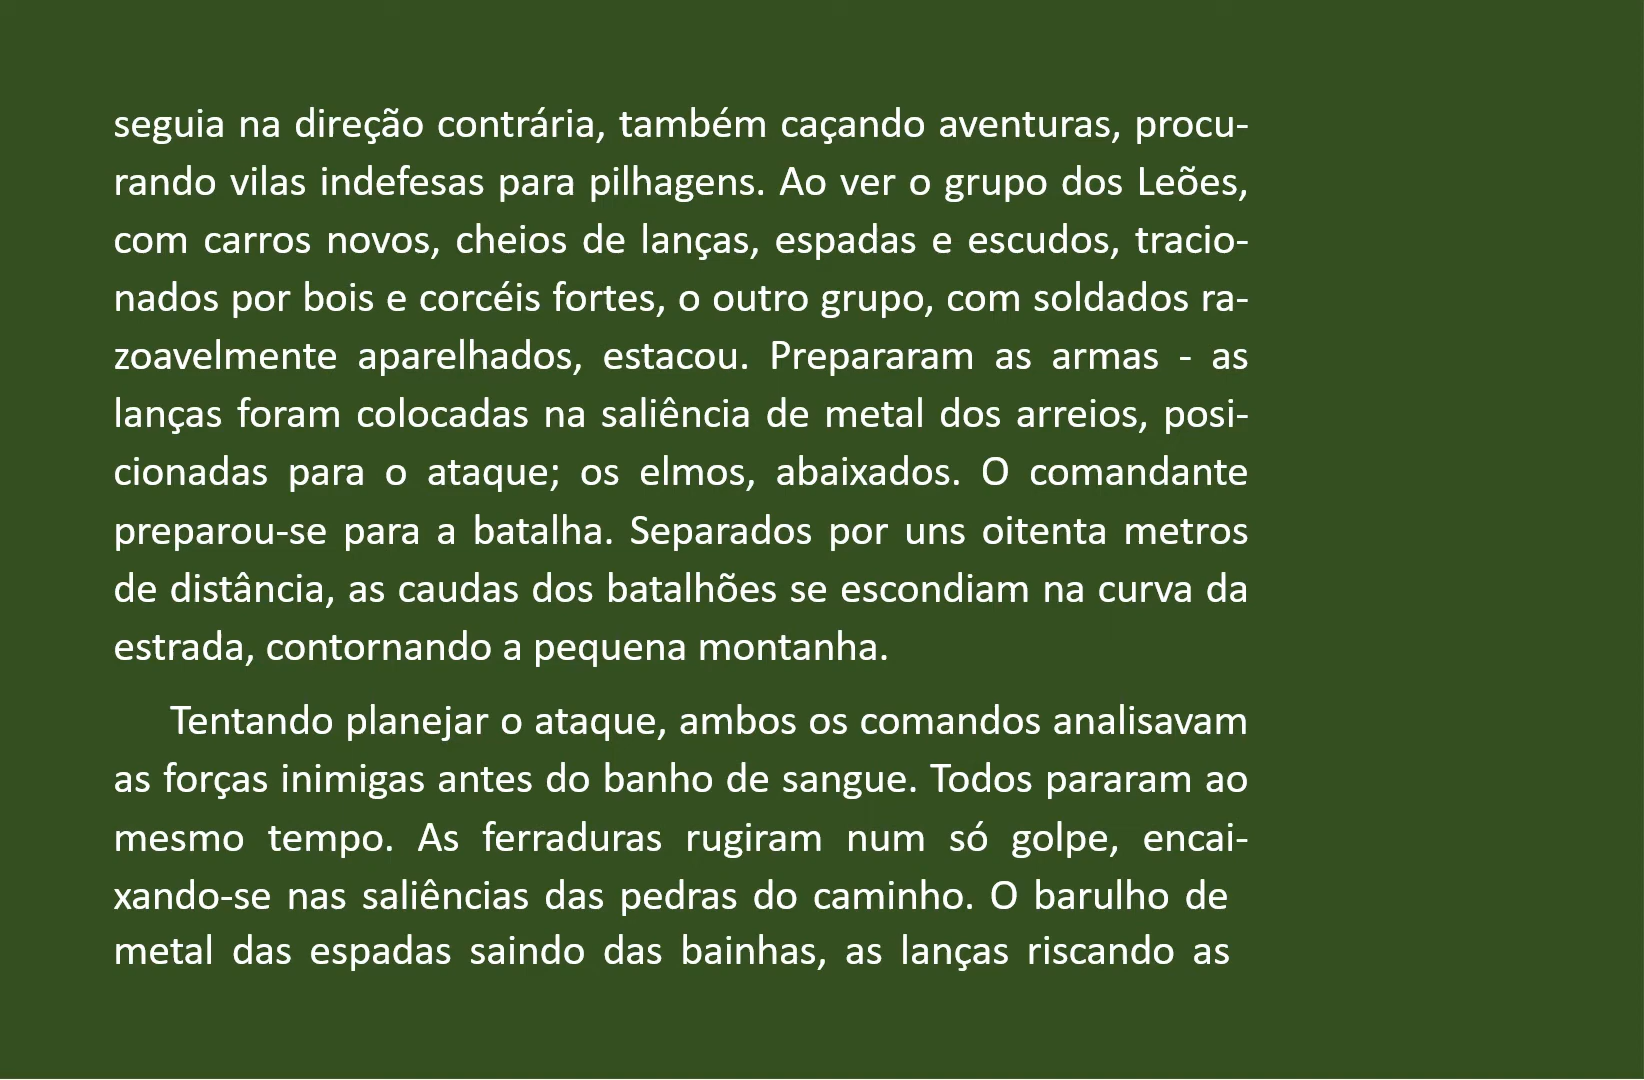 seguia na direção contrária, também caçando aventuras, procu-
rando vilas indefesas para pilhagens. Ao ver o grupo dos Leões,
com carros novos, cheios de lanças, espadas e escudos, tracio-
nados por bois e corcéis fortes, o outro grupo, com soldados ra-
zoavelmente aparelhados, estacou. Prepararam as armas - as
lanças foram colocadas na saliência de metal dos arreios, posi-
cionadas para o ataque; os elmos, abaixados. O comandante
preparou-se para a batalha. Separados por uns oitenta metros
de distância, as caudas dos batalhões se escondiam na curva da
estrada, contornando a pequena montanha.
Tentando planejar o ataque, ambos os comandos analisavam
as forças inimigas antes do banho de sangue. Todos pararam ao
mesmo tempo. As ferraduras rugiram num só golpe, encai-
xando-se nas saliências das pedras do caminho. O barulho de
metal das espadas saindo das bainhas, as lanças riscando as